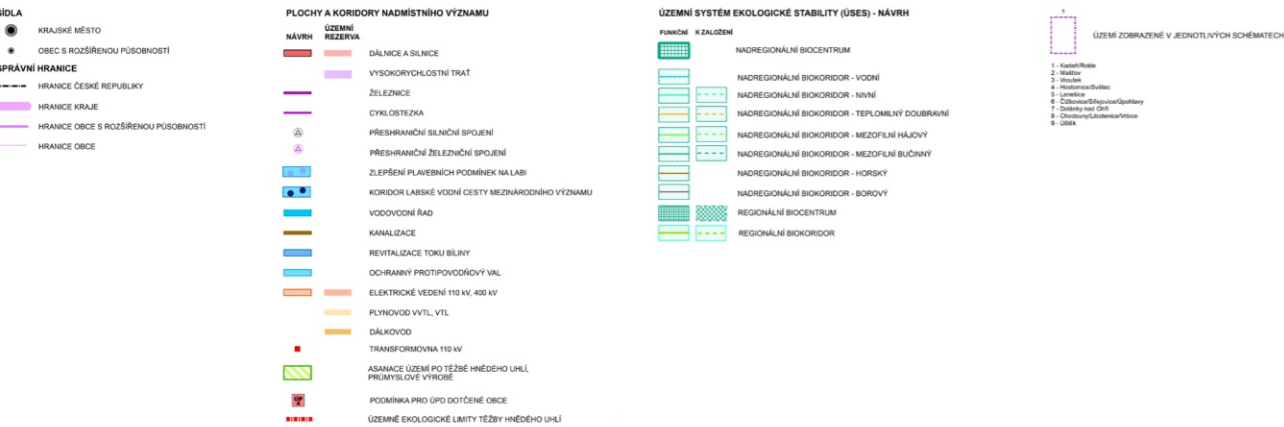 SÍDLA
KRAJSKÉ MĚSTO
OBEC S ROZŠÍŘENOU PŮSOBNOSTÍ
SPRÁVNÍ HRANICE
HRANICE ČESKÉ REPUBLIKY
HRANICE KRAJE
HRANICE OBCE S ROZŠÍŘENOU PŮSOBNOSTÍ
HRANICE OBCE
PLOCHY A KORIDORY NADMÍSTNÍHO VÝZNAMU
NÁVRH
ÚZEMNÍ
REZERVA
DÁLNICE A SILNICE
VYSOKORYCHLOSTNÍ TRAŤ
ŽELEZNICE
CYKLOSTEZKA
PŘESHRANIČNÍ SILNIČNÍ SPOJENÍ
PŘESHRANIČNÍ ŽELEZNIČNÍ SPOJENÍ
ZLEPŠENÍ PLAVEBNÍCH PODMÍNEK NA LABI
KORIDOR LABSKÉ VODNÍ CESTY MEZINÁRODNÍHO VÝZNAMU
VODOVODNÍ ŘAD
KANALIZACE
REVITALIZACE TOKU BÍLINY
OCHRANNÝ PROTIPOVODŇOVÝ VAL
ELEKTRICKÉ VEDENÍ 110 kV, 400 kV
PLYNOVOD VVTL, VTL
DÁLKOVOD
TRANSFORMOVNA 110 kV
ASANACE ÚZEMÍ PO TĚŽBĚ HNĚDÉHO UHLÍ,
PRŮMYSLOVÉ VÝROBĚ
ÚP
PODMÍNKA PRO ÚPD DOTČENÉ OBCE
ÚZEMNĚ EKOLOGICKÉ LIMITY TĚŽBY HNĚDÉHO UHLÍ
ÚZEMNÍ SYSTÉM EKOLOGICKÉ STABILITY (ÚSES) - NÁVRH
FUNKČNÍ K ZALOŽENÍ
NADREGIONÁLNÍ BIOCENTRUM
NADREGIONÁLNÍ BIOKORIDOR - VODNÍ
NADREGIONÁLNÍ BIOKORIDOR - NIVNÍ
NADREGIONÁLNÍ BIOKORIDOR - TEPLOMILNÝ DOUBRAVNÍ
NADREGIONÁLNÍ BIOKORIDOR - MEZOFILNÍ HÁJOVÝ
NADREGIONÁLNÍ BIOKORIDOR - MEZOFILNÍ BUČINNÝ
NADREGIONÁLNÍ BIOKORIDOR - HORSKÝ
NADREGIONÁLNÍ BIOKORIDOR - BOROVÝ
REGIONÁLNÍ BIOCENTRUM
REGIONÁLNÍ BIOKORIDOR
1
ÚZEMÍ ZOBRAZENÉ V JEDNOTLIVÝCH SCHÉMATECH
1 - Kadaň/Rokle
2 - Mašťov
3 - Vroutek
4 - Hostomice/Světec
5 - Lenešice
6 - Čížkovice/Siřejovice/Úpohlavy
7 - Dolánky nad Ohří
8 - Chodouny/Libotenice/Vrbice
9 - Úštěk